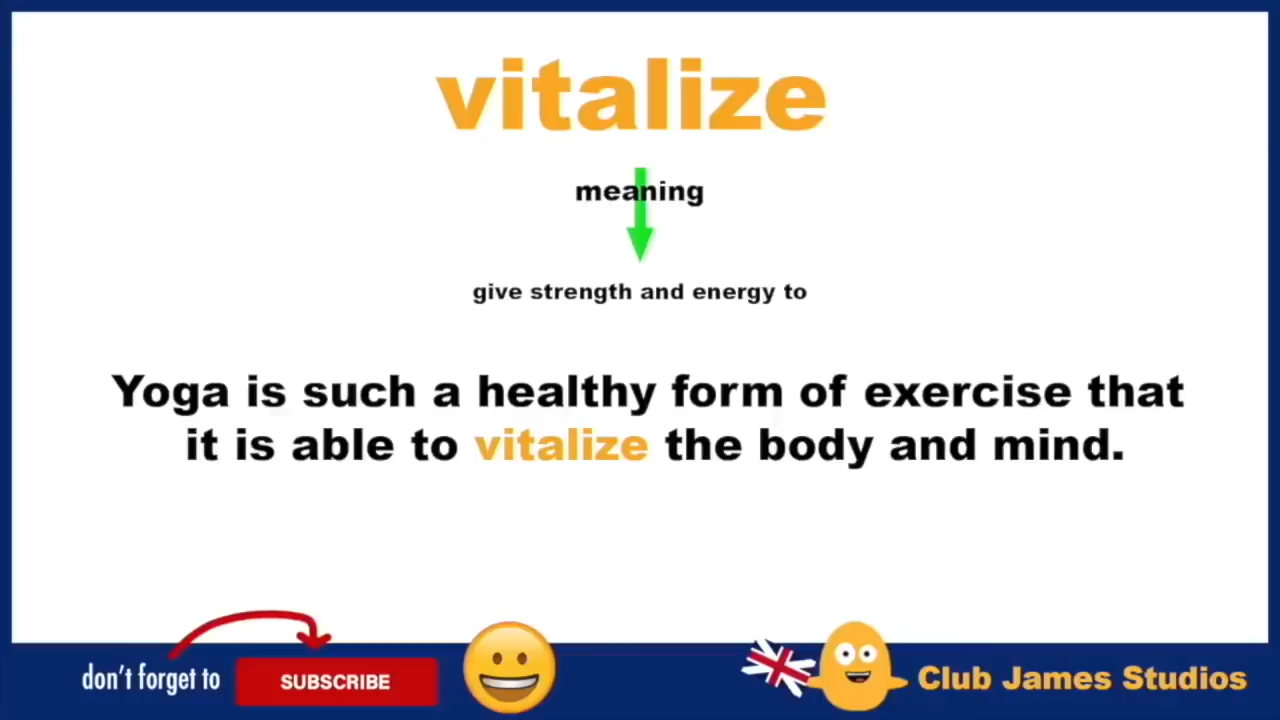 vitalize
meaning
give strength and energy to
Yoga is such a healthy form of exercise that
it is able to vitalize the body and mind.
don't forget to
SUBSCRIBE
Club James Studios